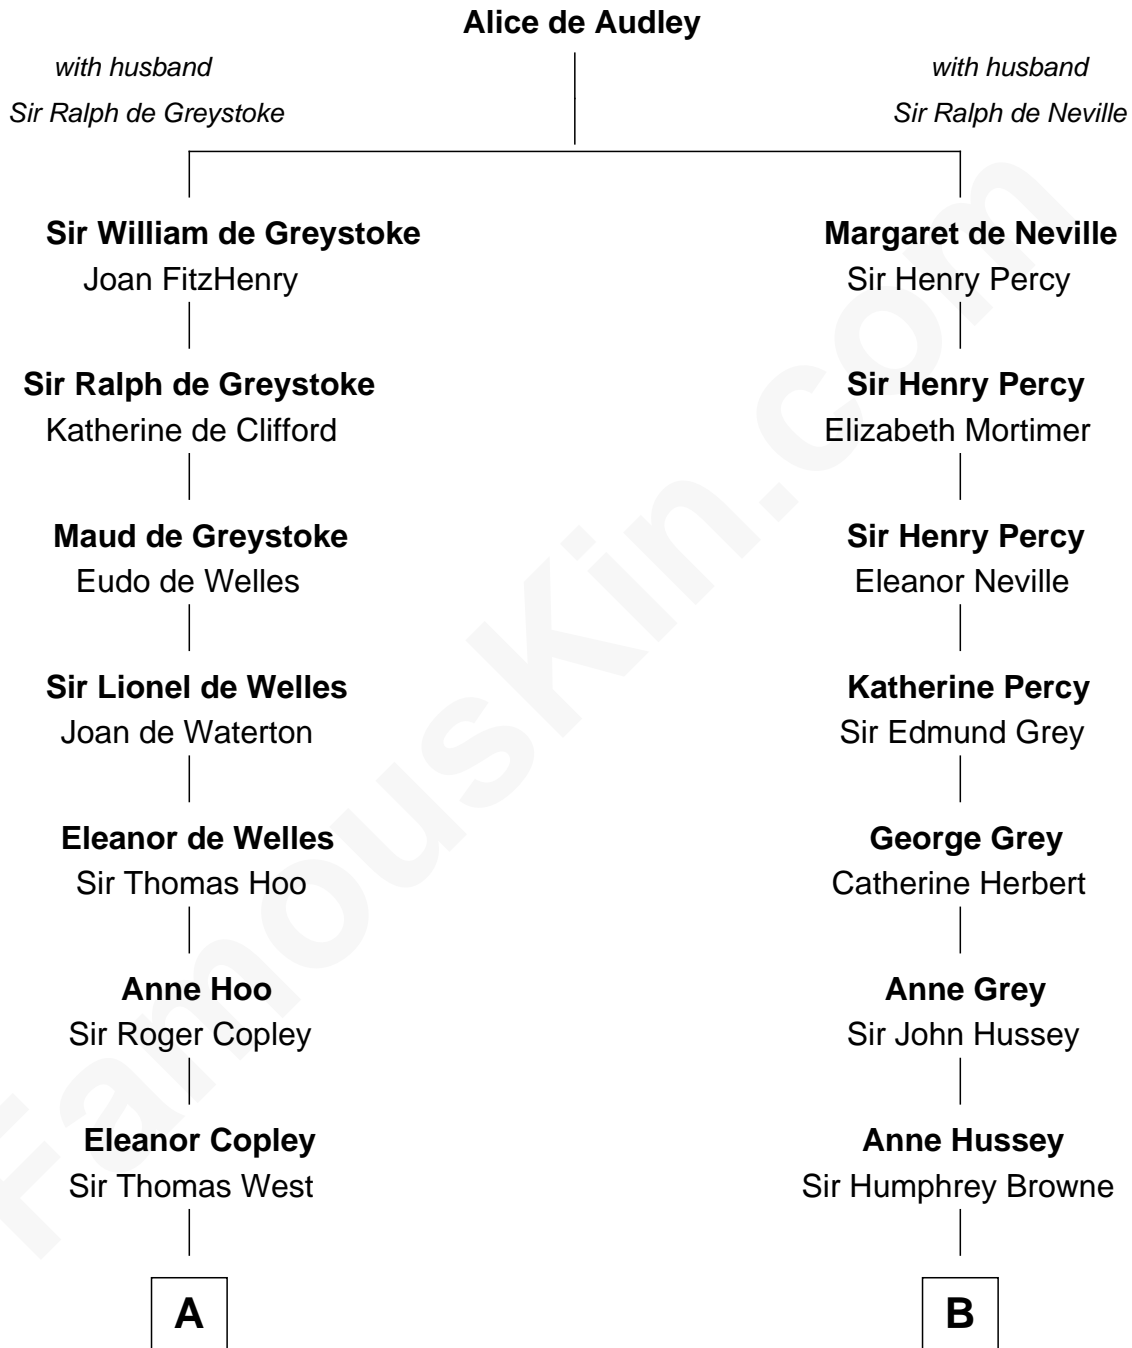 Alice de Audley
with husband
Sir Ralph de Greystoke
with husband
Sir Ralph de Neville
Sir William de Greystoke
Joan FitzHenry
Margaret de Neville
Sir Henry Percy
Sir Ralph de Greystoke
Katherine de Clifford
Sir Henry Percy
Elizabeth Mortimer
Maud de Greystoke
Eudo de Welles
Sir Henry Percy
Eleanor Neville
Sir Lionel de Welles
Joan de Waterton
Katherine Percy
Sir Edmund Grey
Eleanor de Welles
Sir Thomas Hoo
George Grey
Catherine Herbert
Anne Hoo
Sir Roger Copley
Anne Grey
Sir John Hussey
Eleanor Copley
Sir Thomas West
Anne Hussey
Sir Humphrey Browne
A
B
FamousKin.com